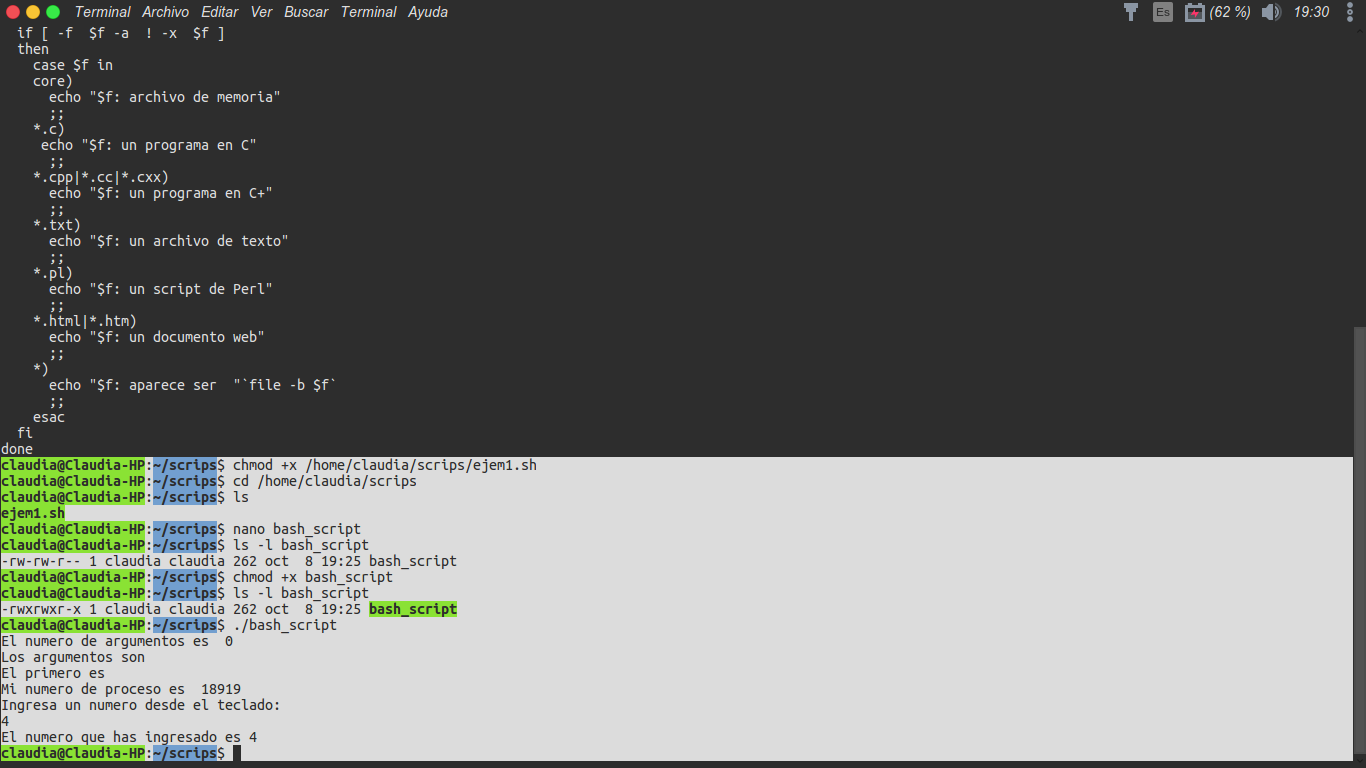 Terminal Archivo Editar Ver Buscar Terminal Ayuda Es (62 %) 19:30
  if [ -f  $f -a  ! -x  $f ]
  then
    case $f in
    core)
      echo "$f: archivo de memoria"
      ;;
    *.c)
     echo "$f: un programa en C"
      ;;
    *.cpp|*.cc|*.cxx)
      echo "$f: un programa en C+"
      ;;
    *.txt)
      echo "$f: un archivo de texto"
      ;;
    *.pl)
      echo "$f: un script de Perl"
      ;;
    *.html|*.htm)
      echo "$f: un documento web"
      ;;
    *)
      echo "$f: aparece ser  "`file -b $f`
      ;;
    esac
  fi
done
claudia@Claudia-HP:~/scrips$ chmod +x /home/claudia/scrips/ejem1.sh
claudia@Claudia-HP:~/scrips$ cd /home/claudia/scrips
claudia@Claudia-HP:~/scrips$ ls
ejem1.sh
claudia@Claudia-HP:~/scrips$ nano bash_script
claudia@Claudia-HP:~/scrips$ ls -l bash_script
-rw-rw-r-- 1 claudia claudia 262 oct  8 19:25 bash_script
claudia@Claudia-HP:~/scrips$ chmod +x bash_script
claudia@Claudia-HP:~/scrips$ ls -l bash_script
-rwxrwxr-x 1 claudia claudia 262 oct  8 19:25 bash_script
claudia@Claudia-HP:~/scrips$ ./bash_script
El numero de argumentos es  0
Los argumentos son
El primero es
Mi numero de proceso es  18919
Ingresa un numero desde el teclado:
4
El numero que has ingresado es 4
claudia@Claudia-HP:~/scrips$